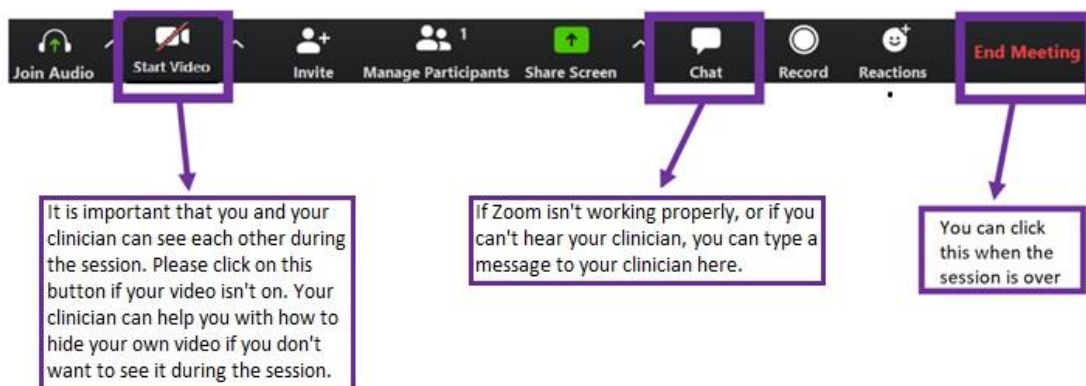 Join Audio
Start Video
Invite
Manage Participants
1
Share Screen
Chat
Record
Reactions
End Meeting
It is important that you and your
clinician can see each other during
the session. Please click on this
button if your video isn't on. Your
clinician can help you with how to
hide your own video if you don't
want to see it during the session.
If Zoom isn't working properly, or if you
can't hear your clinician, you can type a
message to your clinician here.
You can click
this when the
session is over